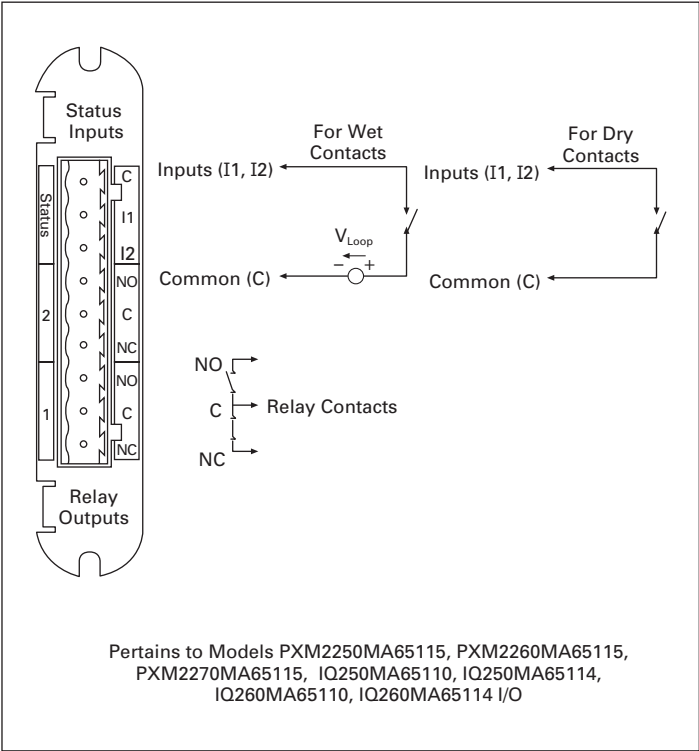 Status
Inputs
Status
C
I1
I2
2
NO
C
NC
1
NO
C
NC
Relay
Outputs
For Wet
Contacts
Inputs (I1, I2)
VLoop
– +
Common (C)
For Dry
Contacts
Inputs (I1, I2)
Common (C)
NO
C
Relay Contacts
NC
Pertains to Models PXM2250MA65115, PXM2260MA65115,
PXM2270MA65115, IQ250MA65110, IQ250MA65114,
IQ260MA65110, IQ260MA65114 I/O